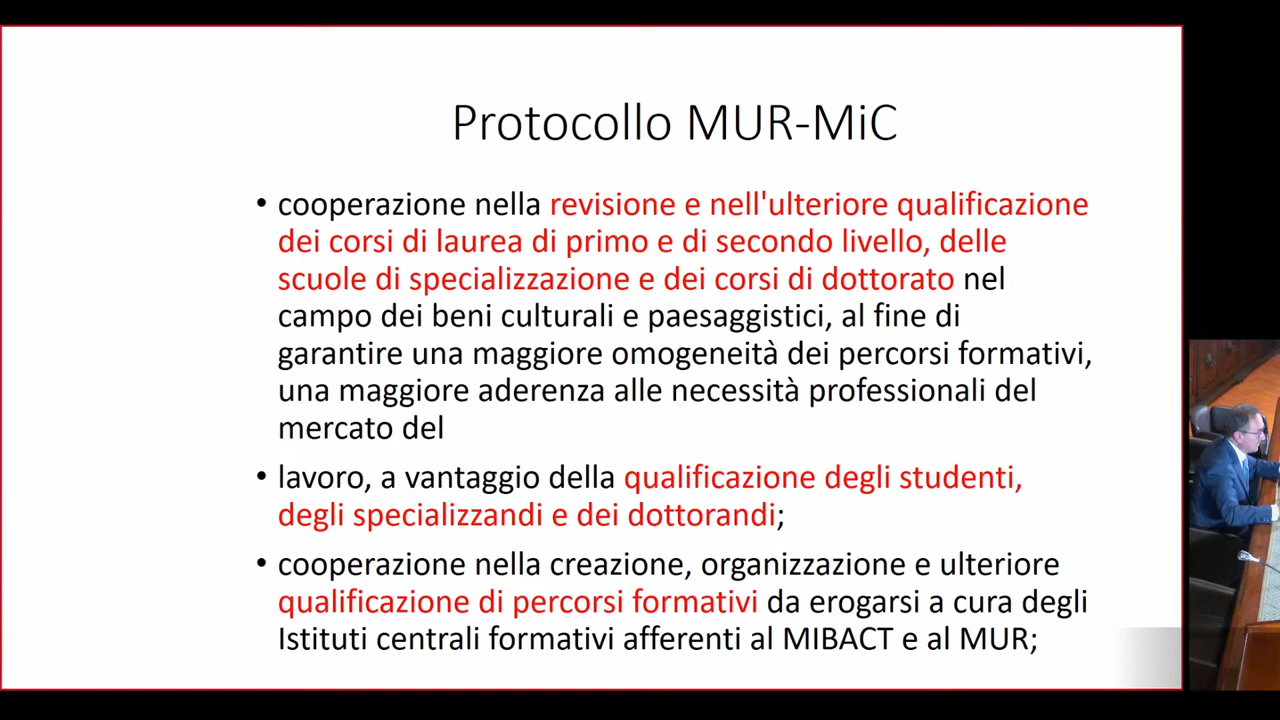 Protocollo MUR-MiC
• cooperazione nella revisione e nell'ulteriore qualificazione
dei corsi di laurea di primo e di secondo livello, delle
scuole di specializzazione e dei corsi di dottorato nel
campo dei beni culturali e paesaggistici, al fine di
garantire una maggiore omogeneità dei percorsi formativi,
una maggiore aderenza alle necessità professionali del
mercato del
• lavoro, a vantaggio della qualificazione degli studenti,
degli specializzandi e dei dottorandi;
• cooperazione nella creazione, organizzazione e ulteriore
qualificazione di percorsi formativi da erogarsi a cura degli
Istituti centrali formativi afferenti al MIBACT e al MUR;